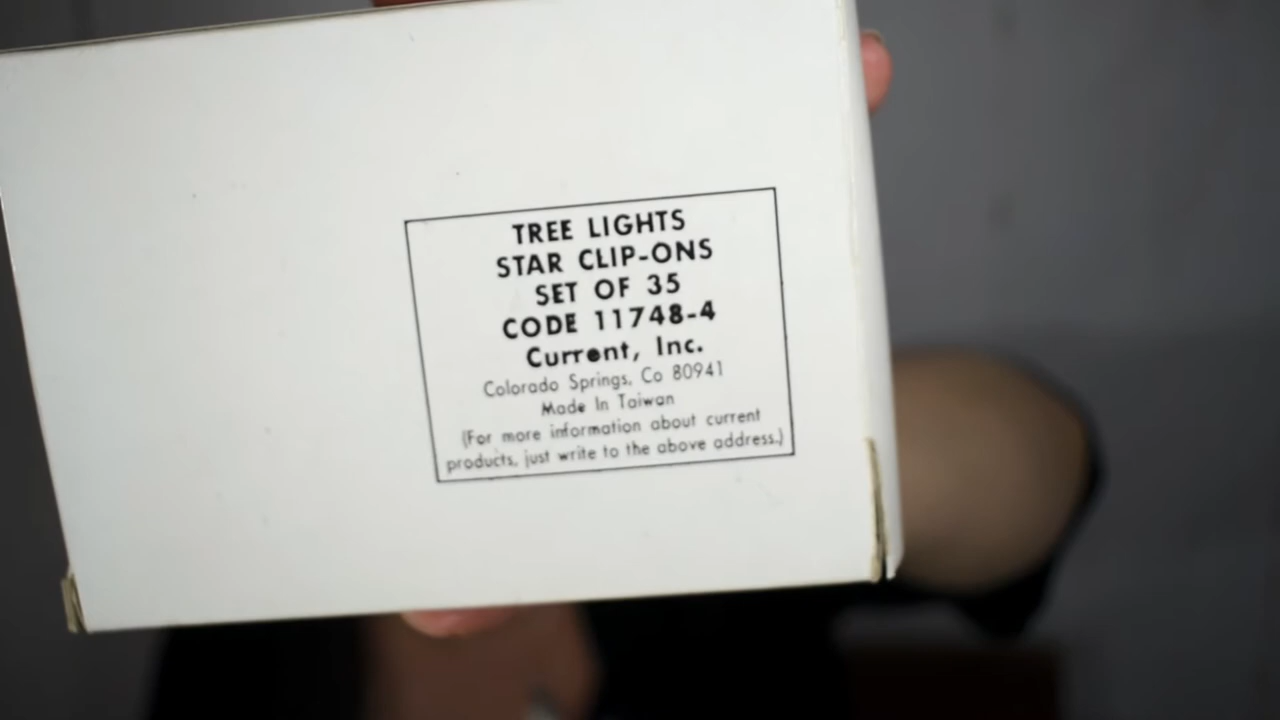 TREE LIGHTS
STAR CLIP-ONS
SET OF 35
CODE 11748-4
Current, Inc.
Colorado Springs, Co 80941
Made In Taiwan
(For more information about current
products, just write to the above address.)